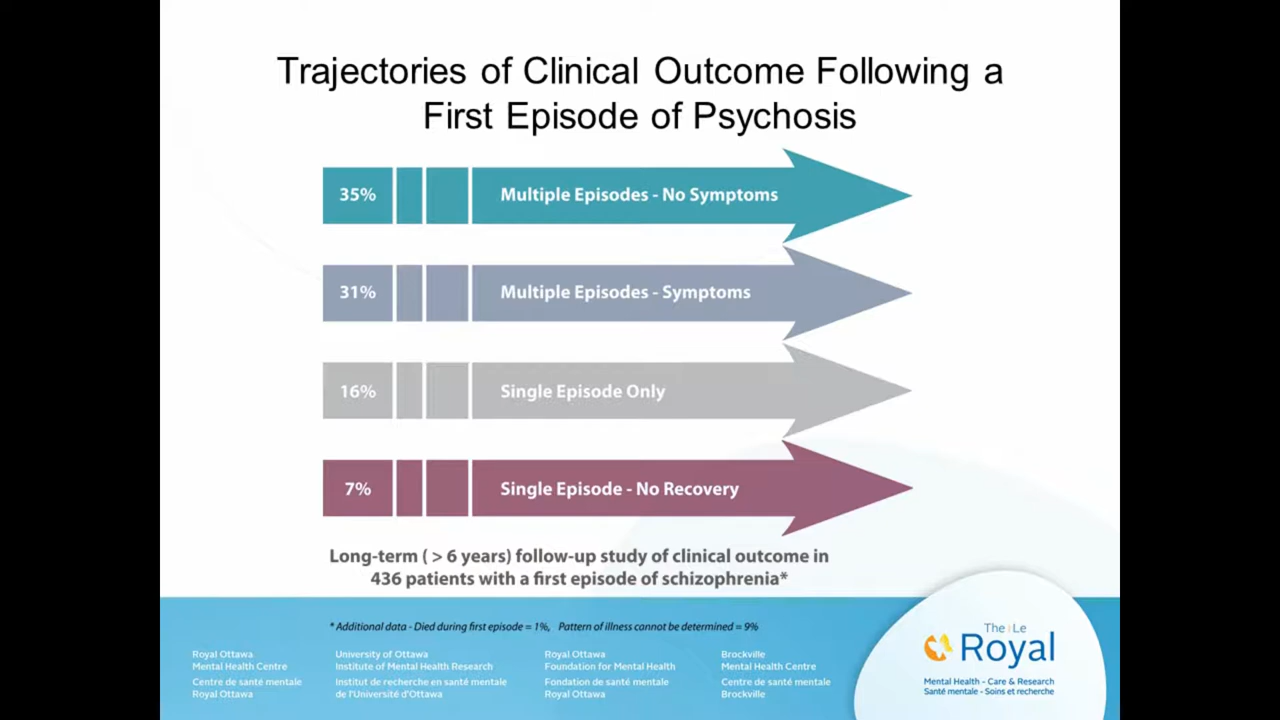 Trajectories of Clinical Outcome Following a
First Episode of Psychosis
35% Multiple Episodes - No Symptoms
31% Multiple Episodes - Symptoms
16% Single Episode Only
7% Single Episode - No Recovery
Long-term ( > 6 years) follow-up study of clinical outcome in
436 patients with a first episode of schizophrenia*
* Additional data - Died during first episode = 1%, Pattern of illness cannot be determined = 9%
Royal Ottawa
Mental Health Centre
Centre de santé mentale
Royal Ottawa
University of Ottawa
Institute of Mental Health Research
Institut de recherche en santé mentale
de l'Université d'Ottawa
Royal Ottawa
Foundation for Mental Health
Fondation de santé mentale
Royal Ottawa
Brockville
Mental Health Centre
Centre de santé mentale
Brockville
The | Le
Royal
Mental Health - Care & Research
Santé mentale - Soins et recherche